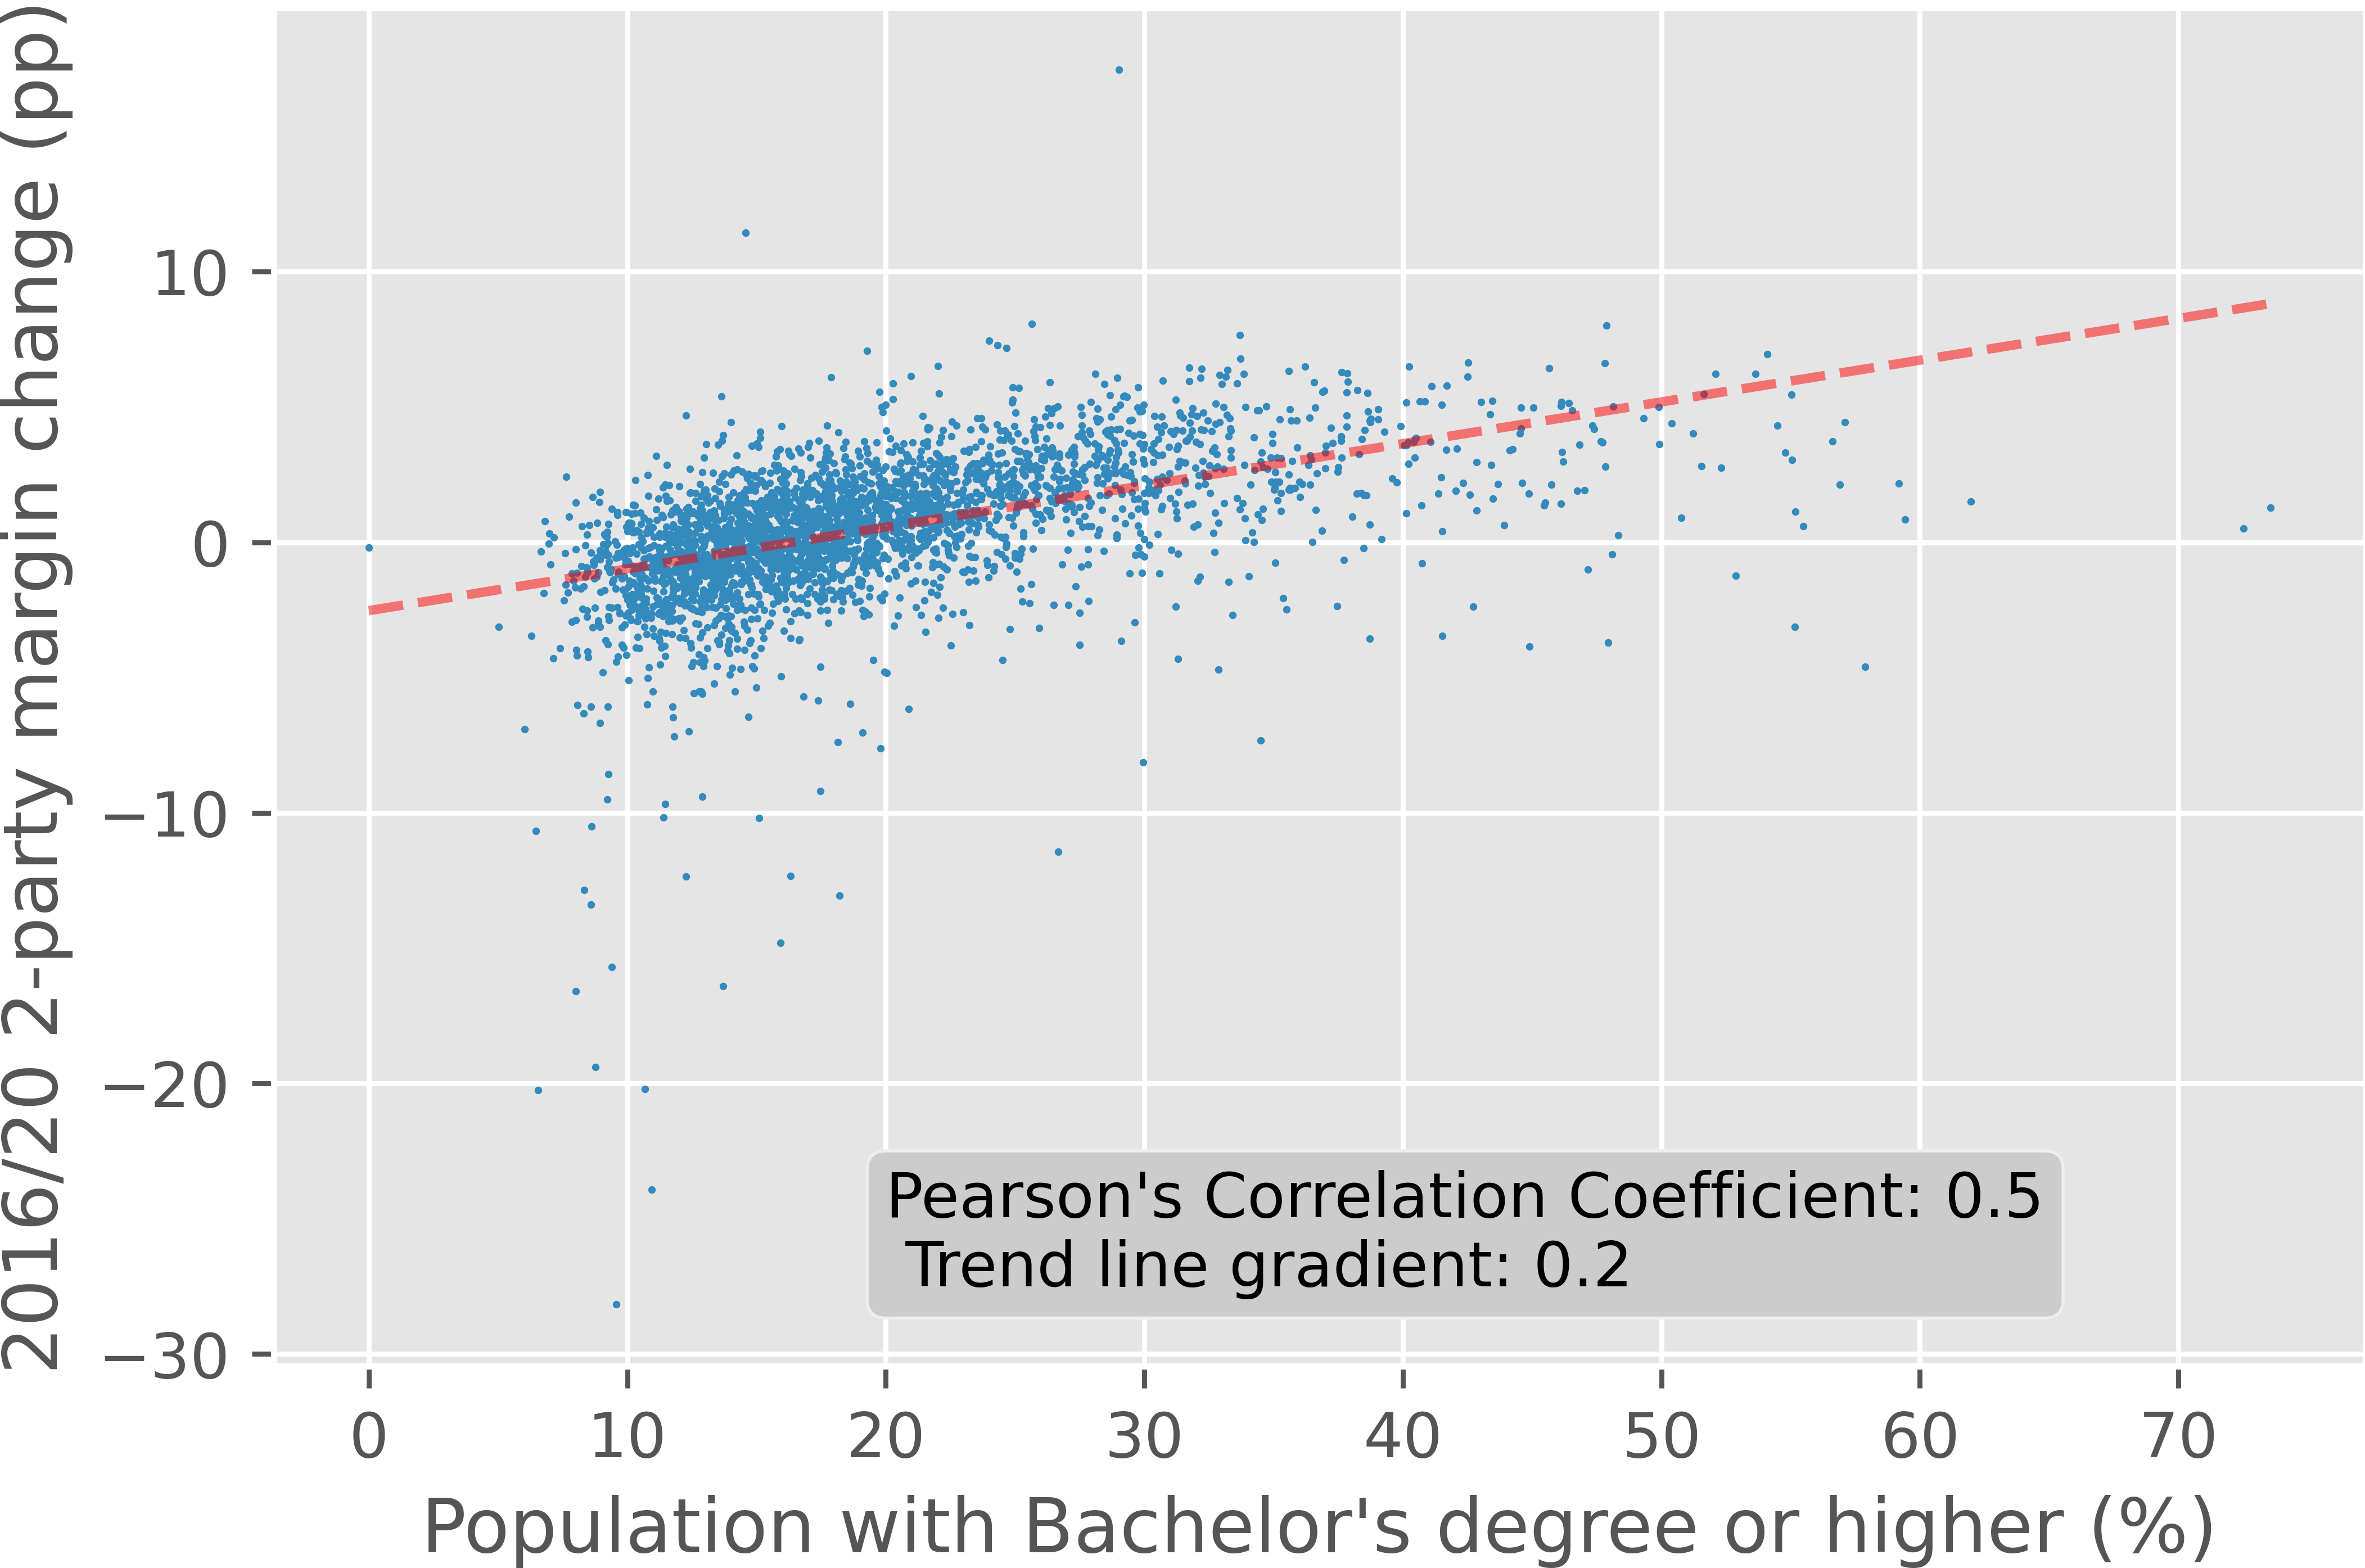 2016/20 2-party margin change (pp)
10
0
−10
−20
−30
Pearson's Correlation Coefficient: 0.5
Trend line gradient: 0.2
0 10 20 30 40 50 60 70
Population with Bachelor's degree or higher (%)